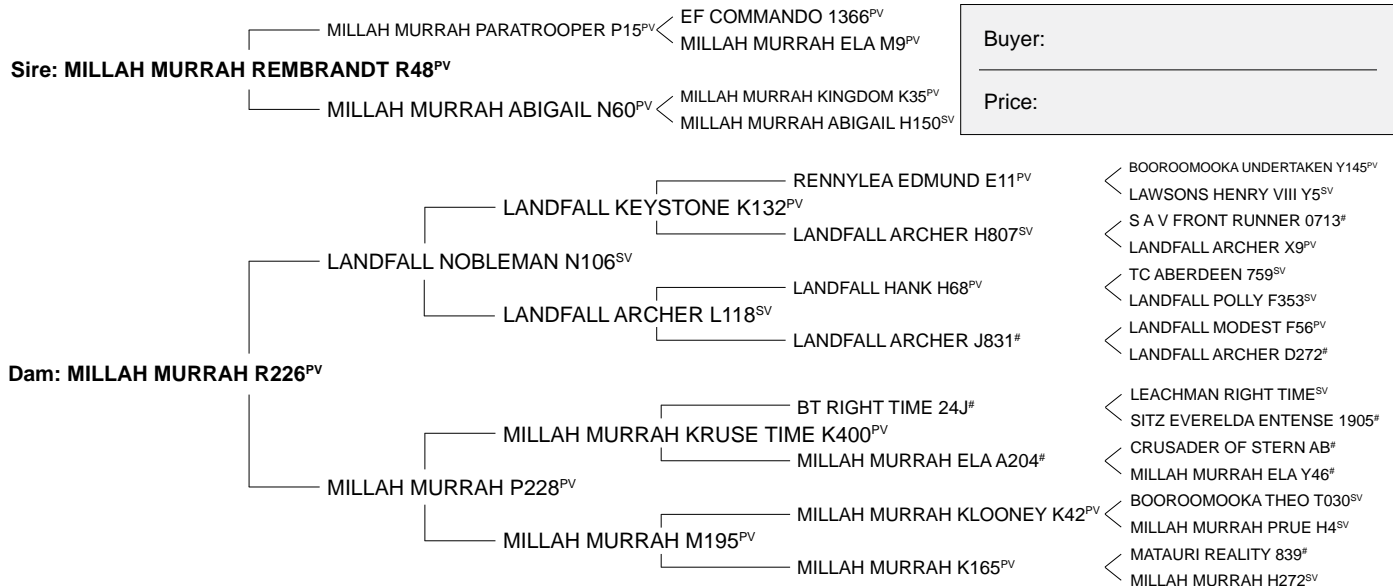 MILLAH MURRAH PARATROOPER P15PV
EF COMMANDO 1366PV
MILLAH MURRAH ELA M9PV
Sire: MILLAH MURRAH REMBRANDT R48PV
MILLAH MURRAH ABIGAIL N60PV
MILLAH MURRAH KINGDOM K35PV
MILLAH MURRAH ABIGAIL H150SV
Buyer:
Price:
BOOROOMOOKA UNDERTAKEN Y145PV
RENNYLEA EDMUND E11PV
LAWSONS HENRY VIII Y5SV
LANDFALL KEYSTONE K132PV
S A V FRONT RUNNER 0713#
LANDFALL ARCHER H807SV
LANDFALL ARCHER X9PV
LANDFALL NOBLEMAN N106SV
TC ABERDEEN 759SV
LANDFALL HANK H68PV
LANDFALL POLLY F353SV
LANDFALL ARCHER L118SV
LANDFALL MODEST F56PV
LANDFALL ARCHER J831#
LANDFALL ARCHER D272#
Dam: MILLAH MURRAH R226PV
LEACHMAN RIGHT TIMESV
BT RIGHT TIME 24J#
SITZ EVERELDA ENTENSE 1905#
MILLAH MURRAH KRUSE TIME K400PV
CRUSADER OF STERN AB#
MILLAH MURRAH ELA A204#
MILLAH MURRAH ELA Y46#
MILLAH MURRAH P228PV
BOOROOMOOKA THEO T030SV
MILLAH MURRAH KLOONEY K42PV
MILLAH MURRAH PRUE H4SV
MILLAH MURRAH M195PV
MATAURI REALITY 839#
MILLAH MURRAH K165PV
MILLAH MURRAH H272SV